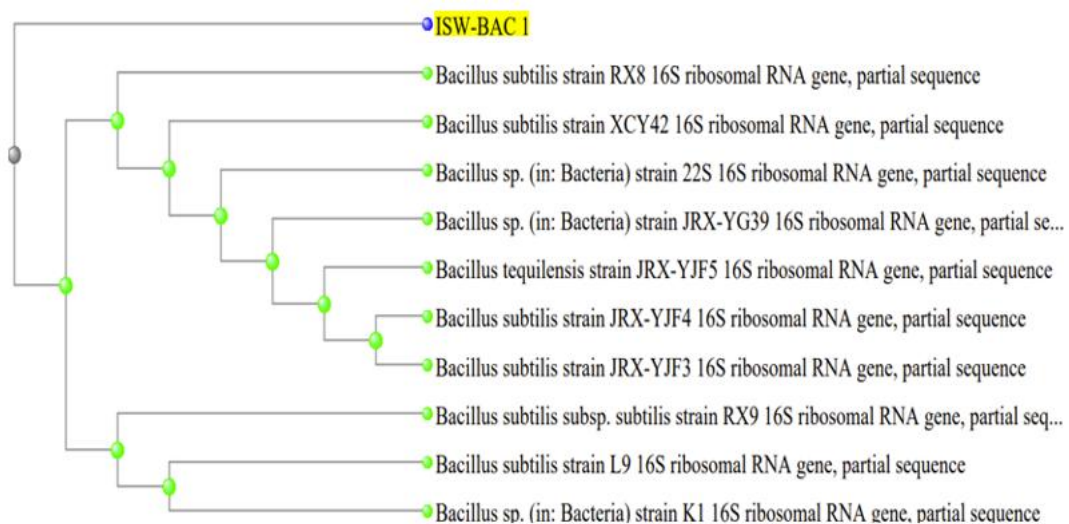 ISW-BAC 1
Bacillus subtilis strain RX8 16S ribosomal RNA gene, partial sequence
Bacillus subtilis strain XCY42 16S ribosomal RNA gene, partial sequence
Bacillus sp. (in: Bacteria) strain 22S 16S ribosomal RNA gene, partial sequence
Bacillus sp. (in: Bacteria) strain JRX-YG39 16S ribosomal RNA gene, partial se...
Bacillus tequilensis strain JRX-YJF5 16S ribosomal RNA gene, partial sequence
Bacillus subtilis strain JRX-YJF4 16S ribosomal RNA gene, partial sequence
Bacillus subtilis strain JRX-YJF3 16S ribosomal RNA gene, partial sequence
Bacillus subtilis subsp. subtilis strain RX9 16S ribosomal RNA gene, partial seq...
Bacillus subtilis strain L9 16S ribosomal RNA gene, partial sequence
Bacillus sp. (in: Bacteria) strain K1 16S ribosomal RNA gene, partial sequence